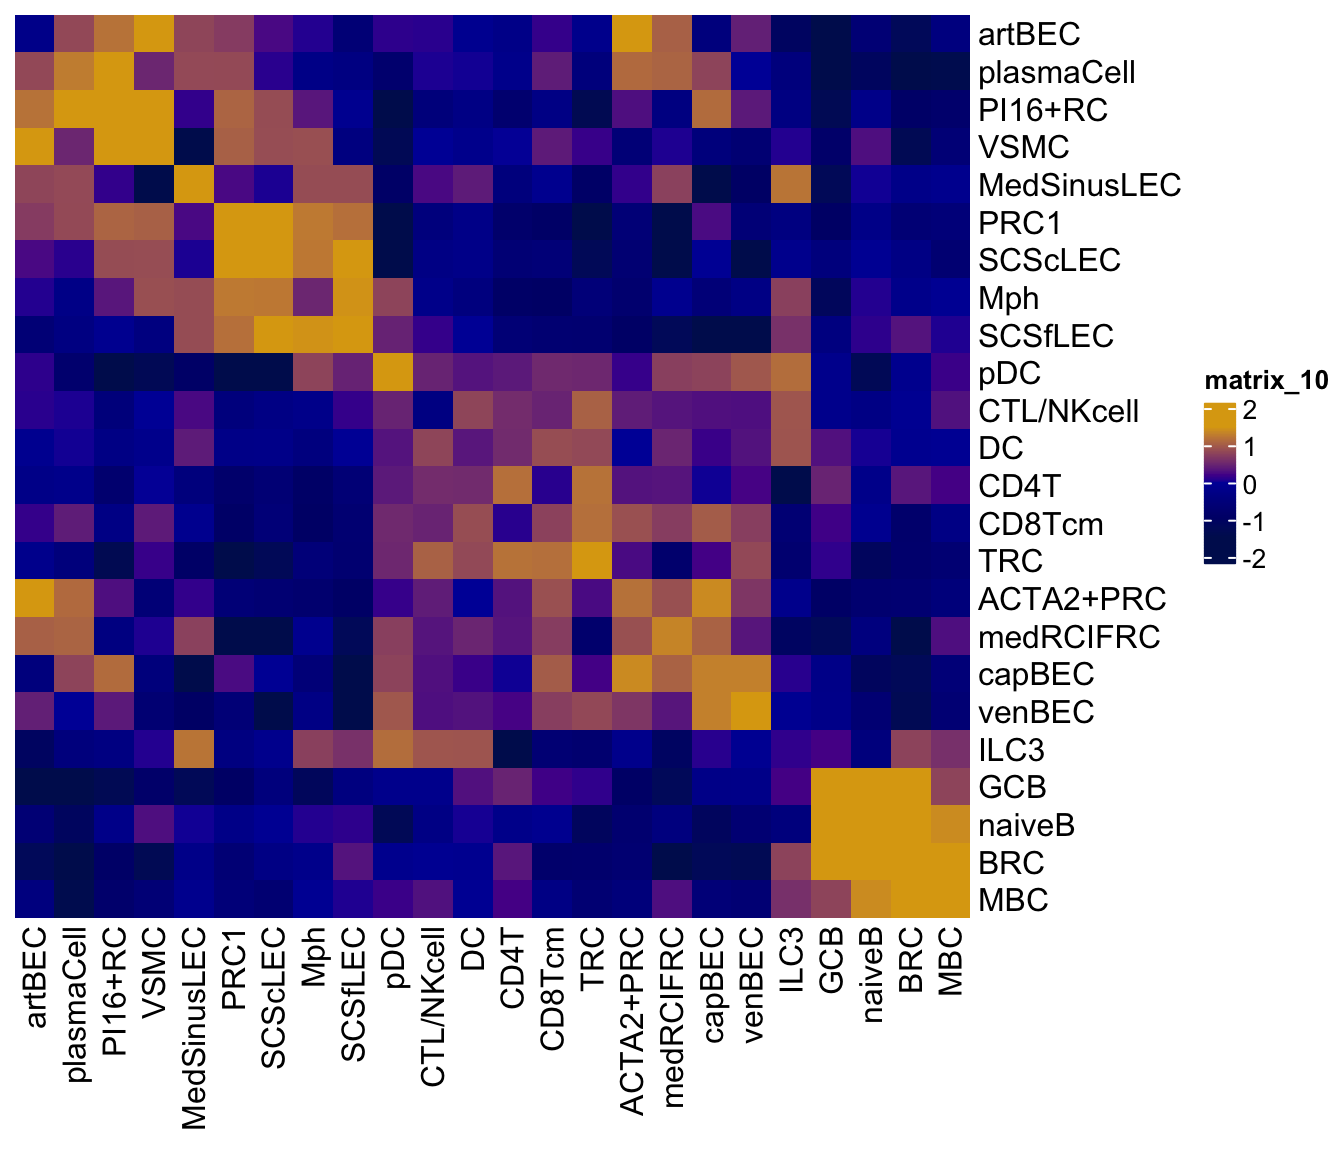 artBEC
plasmaCell
PI16+RC
VSMC
MedSinusLEC
PRC1
SCScLEC
Mph
SCSfLEC
pDC
CTL/NKcell
DC
CD4T
CD8Tcm
TRC
ACTA2+PRC
medRCIFRC
capBEC
venBEC
ILC3
GCB
naiveB
BRC
MBC
matrix_10
2
1
0
-1
-2
artBEC
plasmaCell
PI16+RC
VSMC
MedSinusLEC
PRC1
SCScLEC
Mph
SCSfLEC
pDC
CTL/NKcell
DC
CD4T
CD8Tcm
TRC
ACTA2+PRC
medRCIFRC
capBEC
venBEC
ILC3
GCB
naiveB
BRC
MBC